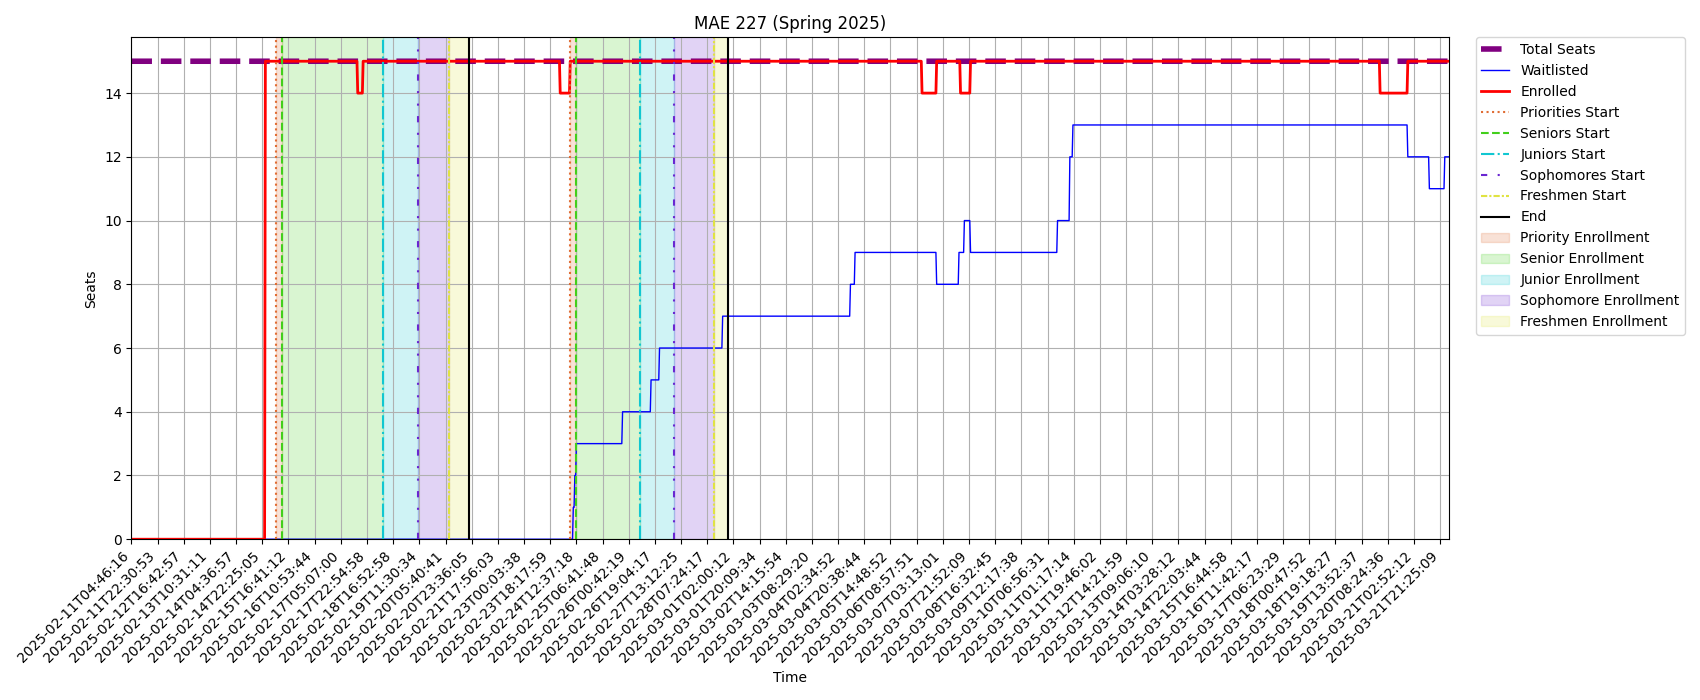 MAE 227 (Spring 2025)
Seats
14
12
10
8
6
4
2
0
2025-02-11T04:46:16
2025-02-11T22:30:53
2025-02-12T16:42:57
2025-02-13T10:31:11
2025-02-14T04:36:57
2025-02-14T22:25:05
2025-02-15T16:41:12
2025-02-16T10:53:44
2025-02-17T05:07:00
2025-02-17T22:54:58
2025-02-18T16:52:58
2025-02-19T11:30:34
2025-02-20T05:40:41
2025-02-20T23:36:05
2025-02-21T17:56:03
2025-02-23T00:03:38
2025-02-23T18:17:59
2025-02-24T12:37:18
2025-02-25T06:41:48
2025-02-26T00:42:19
2025-02-26T19:04:17
2025-02-27T13:12:25
2025-02-28T07:24:17
2025-03-01T02:00:12
2025-03-01T20:09:34
2025-03-02T14:15:54
2025-03-03T08:29:20
2025-03-04T02:34:52
2025-03-04T20:38:44
2025-03-05T14:48:52
2025-03-06T08:57:51
2025-03-07T03:13:01
2025-03-07T21:52:09
2025-03-08T16:32:45
2025-03-09T12:17:38
2025-03-10T06:56:31
2025-03-11T01:17:14
2025-03-11T19:46:02
2025-03-12T14:21:59
2025-03-13T09:06:10
2025-03-14T03:28:12
2025-03-14T22:03:44
2025-03-15T16:44:58
2025-03-16T11:42:17
2025-03-17T06:23:29
2025-03-18T00:47:52
2025-03-18T19:18:27
2025-03-19T13:52:37
2025-03-20T08:24:36
2025-03-21T02:52:12
2025-03-21T21:25:09
Time
Total Seats
Waitlisted
Enrolled
Priorities Start
Seniors Start
Juniors Start
Sophomores Start
Freshmen Start
End
Priority Enrollment
Senior Enrollment
Junior Enrollment
Sophomore Enrollment
Freshmen Enrollment